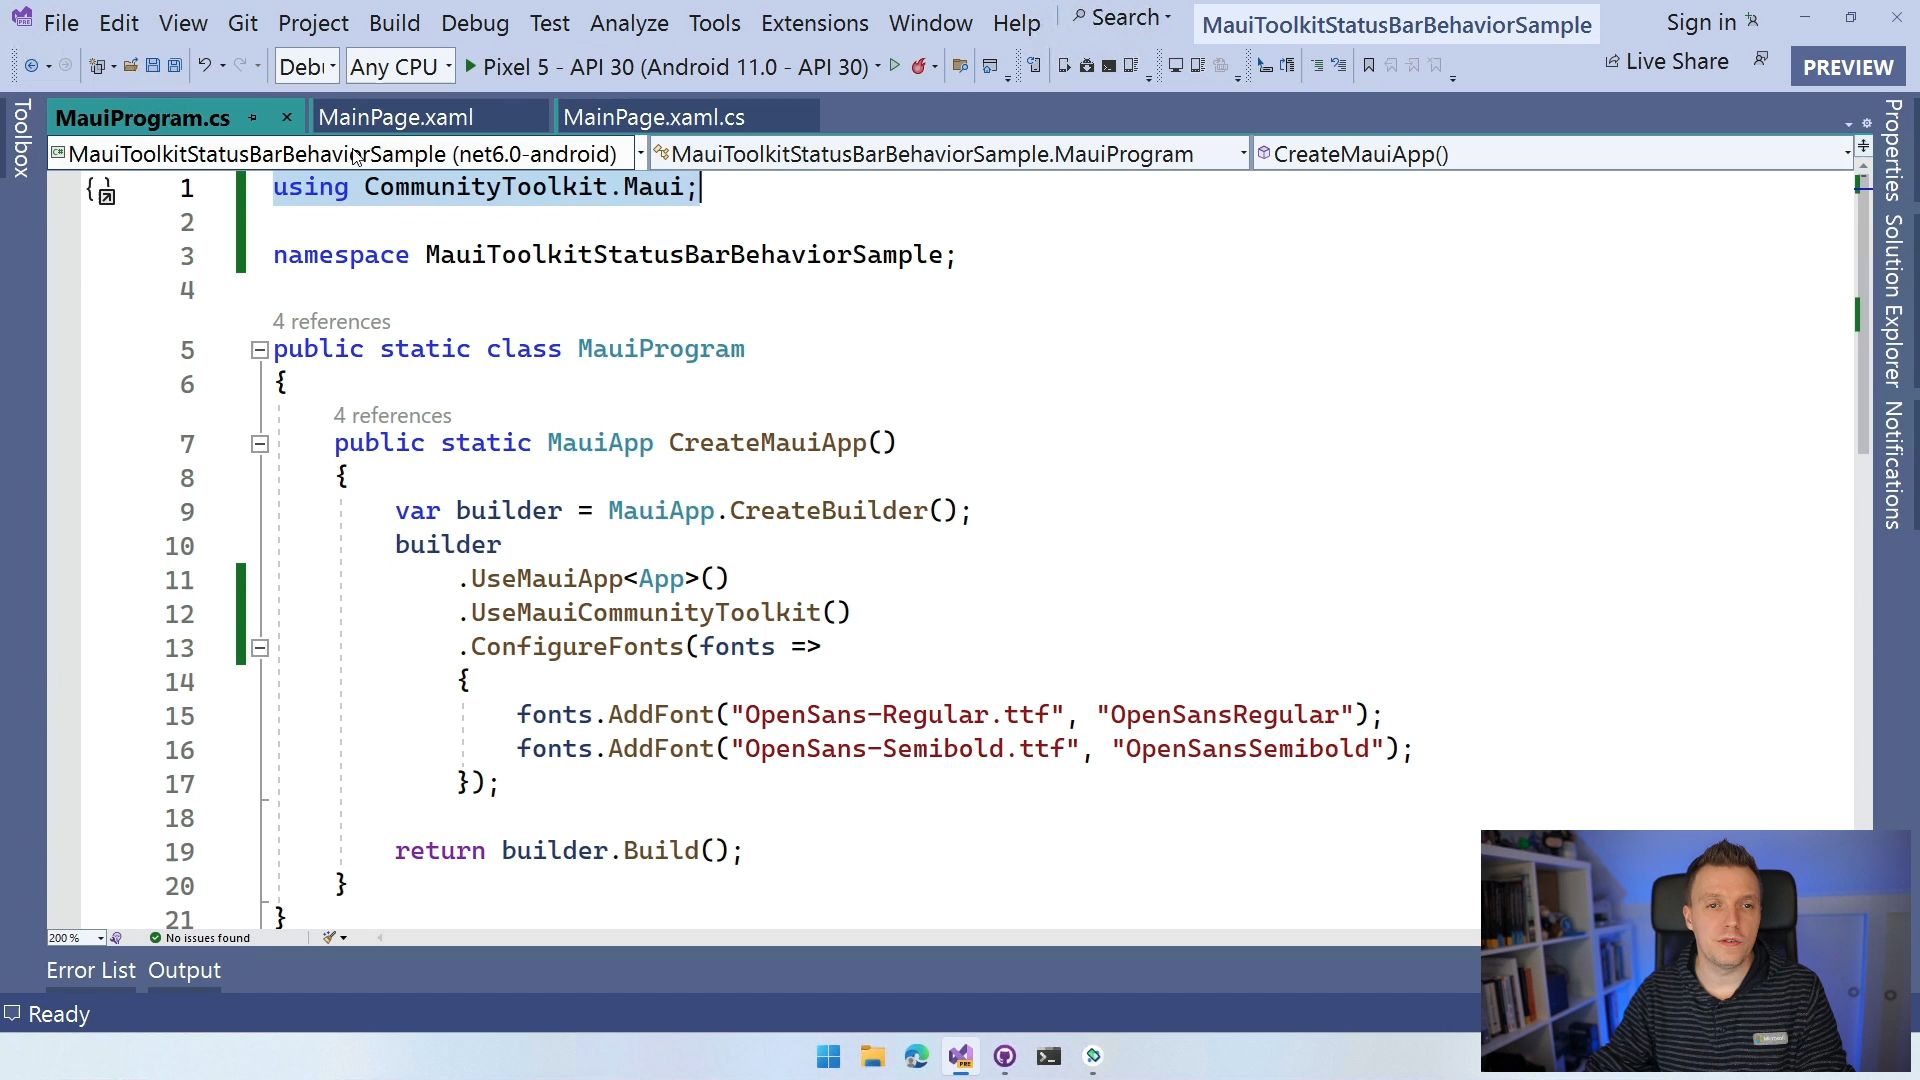 File Edit View Git Project Build Debug Test Analyze Tools Extensions Window Help Search MauiToolkitStatusBarBehaviorSample Sign in
Debu Any CPU Pixel 5 - API 30 (Android 11.0 - API 30) Live Share PREVIEW
MauiProgram.cs MainPage.xaml MainPage.xaml.cs
MauiToolkitStatusBarBehaviorSample (net6.0-android) MauiToolkitStatusBarBehaviorSample.MauiProgram CreateMauiApp()
Toolbox
Properties
Solution Explorer
Notifications
1 using CommunityToolkit.Maui;
2
3 namespace MauiToolkitStatusBarBehaviorSample;
4
4 references
5 public static class MauiProgram
6 {
4 references
7 public static MauiApp CreateMauiApp()
8 {
9 var builder = MauiApp.CreateBuilder();
10 builder
11 .UseMauiApp<App>()
12 .UseMauiCommunityToolkit()
13 .ConfigureFonts(fonts =>
14 {
15 fonts.AddFont("OpenSans-Regular.ttf", "OpenSansRegular");
16 fonts.AddFont("OpenSans-Semibold.ttf", "OpenSansSemibold");
17 });
18
19 return builder.Build();
20 }
21 }
200 % No issues found
Error List Output
Ready